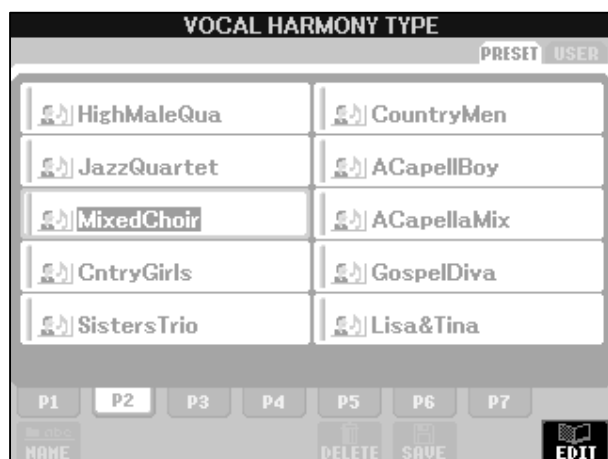 VOCAL HARMONY TYPE
PRESET USER
HighMaleQua CountryMen
JazzQuartet ACapellBoy
MixedChoir ACapellaMix
CntryGirls GospelDiva
SistersTrio Lisa&Tina
P1 P2 P3 P4 P5 P6 P7
abc
NAME DELETE SAVE EDIT